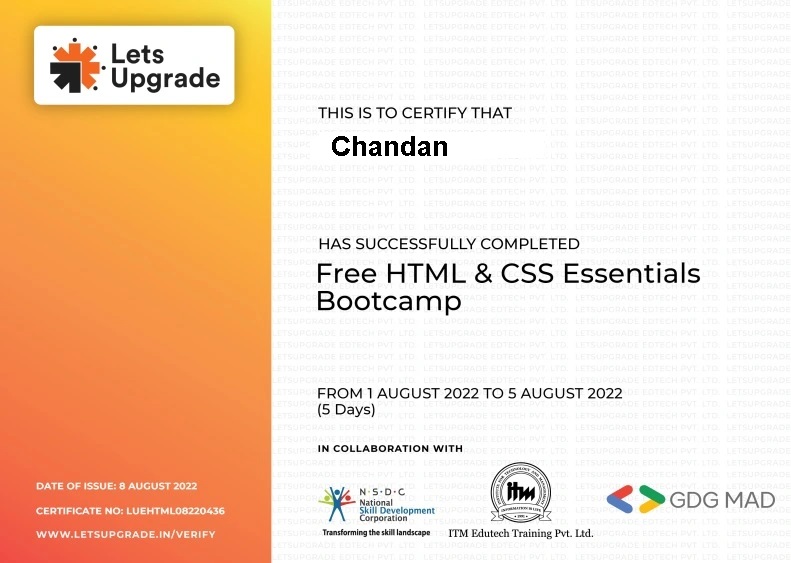 Lets
Upgrade
THIS IS TO CERTIFY THAT
Chandan
HAS SUCCESSFULLY COMPLETED
Free HTML & CSS Essentials
Bootcamp
FROM 1 AUGUST 2022 TO 5 AUGUST 2022
(5 Days)
IN COLLABORATION WITH
DATE OF ISSUE: 8 AUGUST 2022
CERTIFICATE NO: LUEHTML08220436
WWW.LETSUPGRADE.IN/VERIFY
N·S·D·C
National
Skill Development
Corporation
Transforming the skill landscape
itm
ITM Edutech Training Pvt. Ltd.
GDG MAD